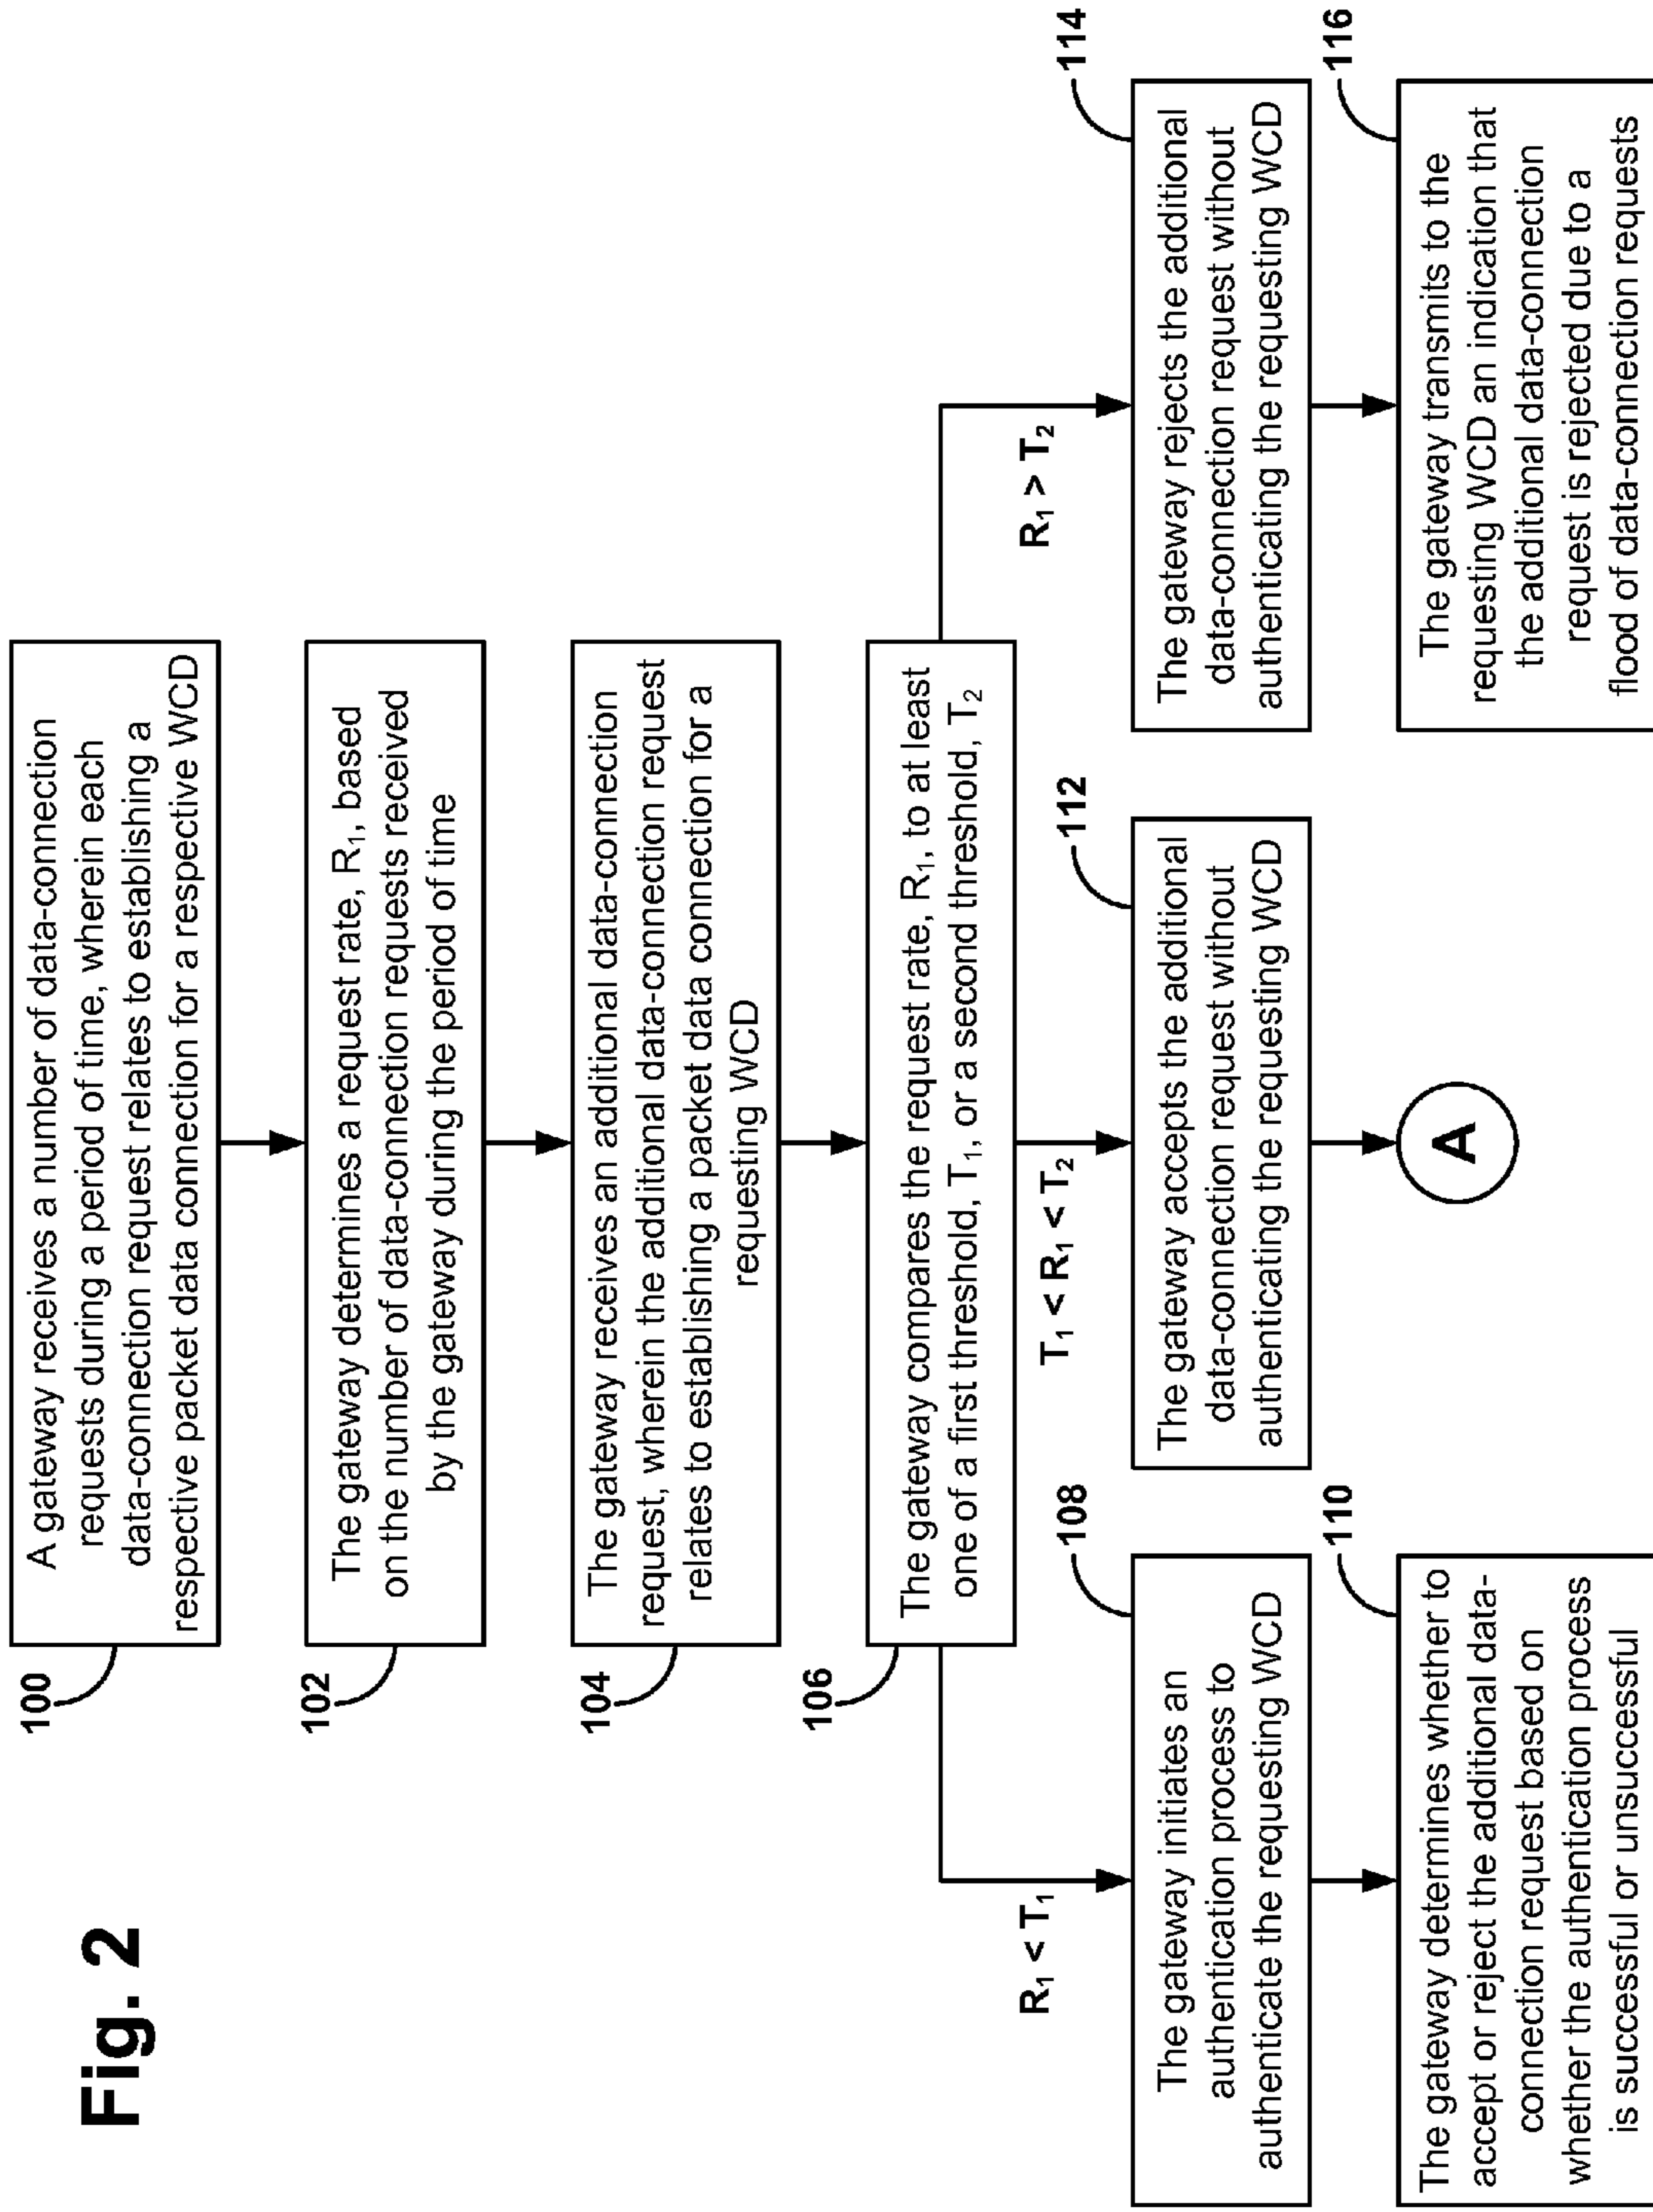 Fig. 2
100
A gateway receives a number of data-connection
requests during a period of time, wherein each
data-connection request relates to establishing a
respective packet data connection for a respective WCD
102
The gateway determines a request rate, R₁, based
on the number of data-connection requests received
by the gateway during the period of time
104
The gateway receives an additional data-connection
request, wherein the additional data-connection request
relates to establishing a packet data connection for a
requesting WCD
106
The gateway compares the request rate, R₁, to at least
one of a first threshold, T₁, or a second threshold, T₂
R₁ < T₁
108
The gateway initiates an
authentication process to
authenticate the requesting WCD
110
The gateway determines whether to
accept or reject the additional data-
connection request based on
whether the authentication process
is successful or unsuccessful
T₁ < R₁ < T₂
112
The gateway accepts the additional
data-connection request without
authenticating the requesting WCD
A
R₁ > T₂
114
The gateway rejects the additional
data-connection request without
authenticating the requesting WCD
116
The gateway transmits to the
requesting WCD an indication that
the additional data-connection
request is rejected due to a
flood of data-connection requests